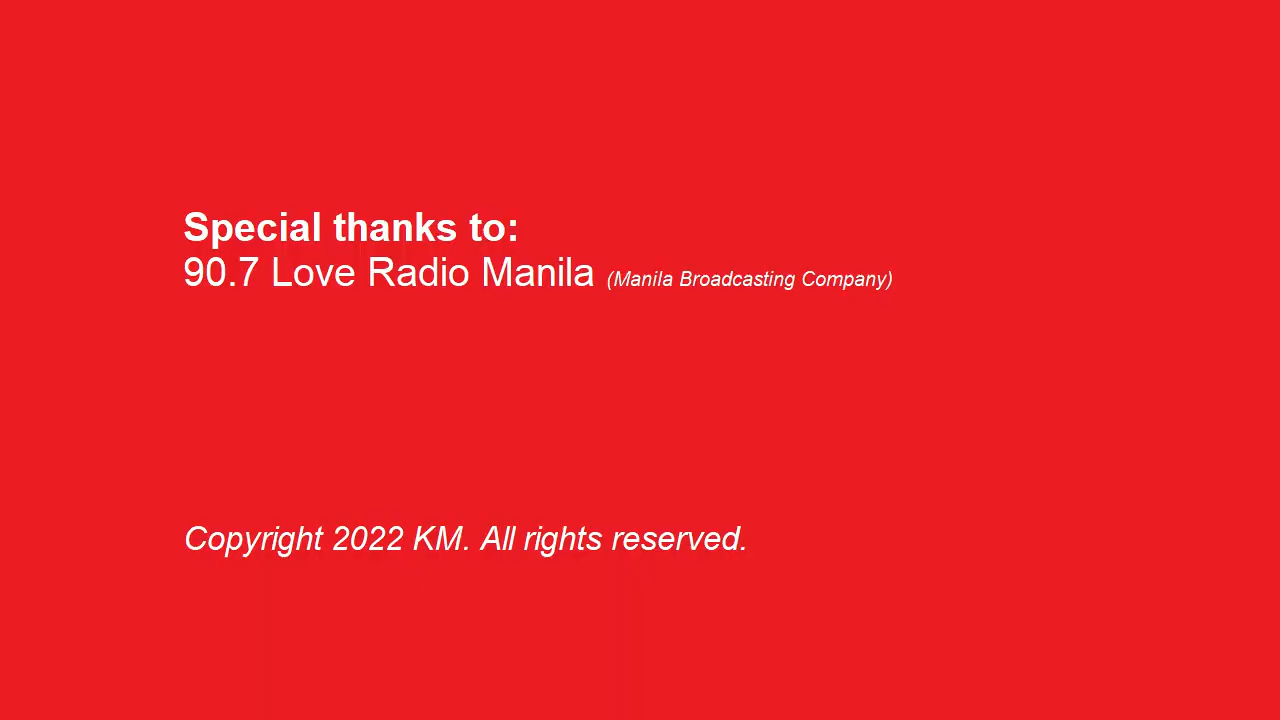 Special thanks to:
90.7 Love Radio Manila (Manila Broadcasting Company)
Copyright 2022 KM. All rights reserved.